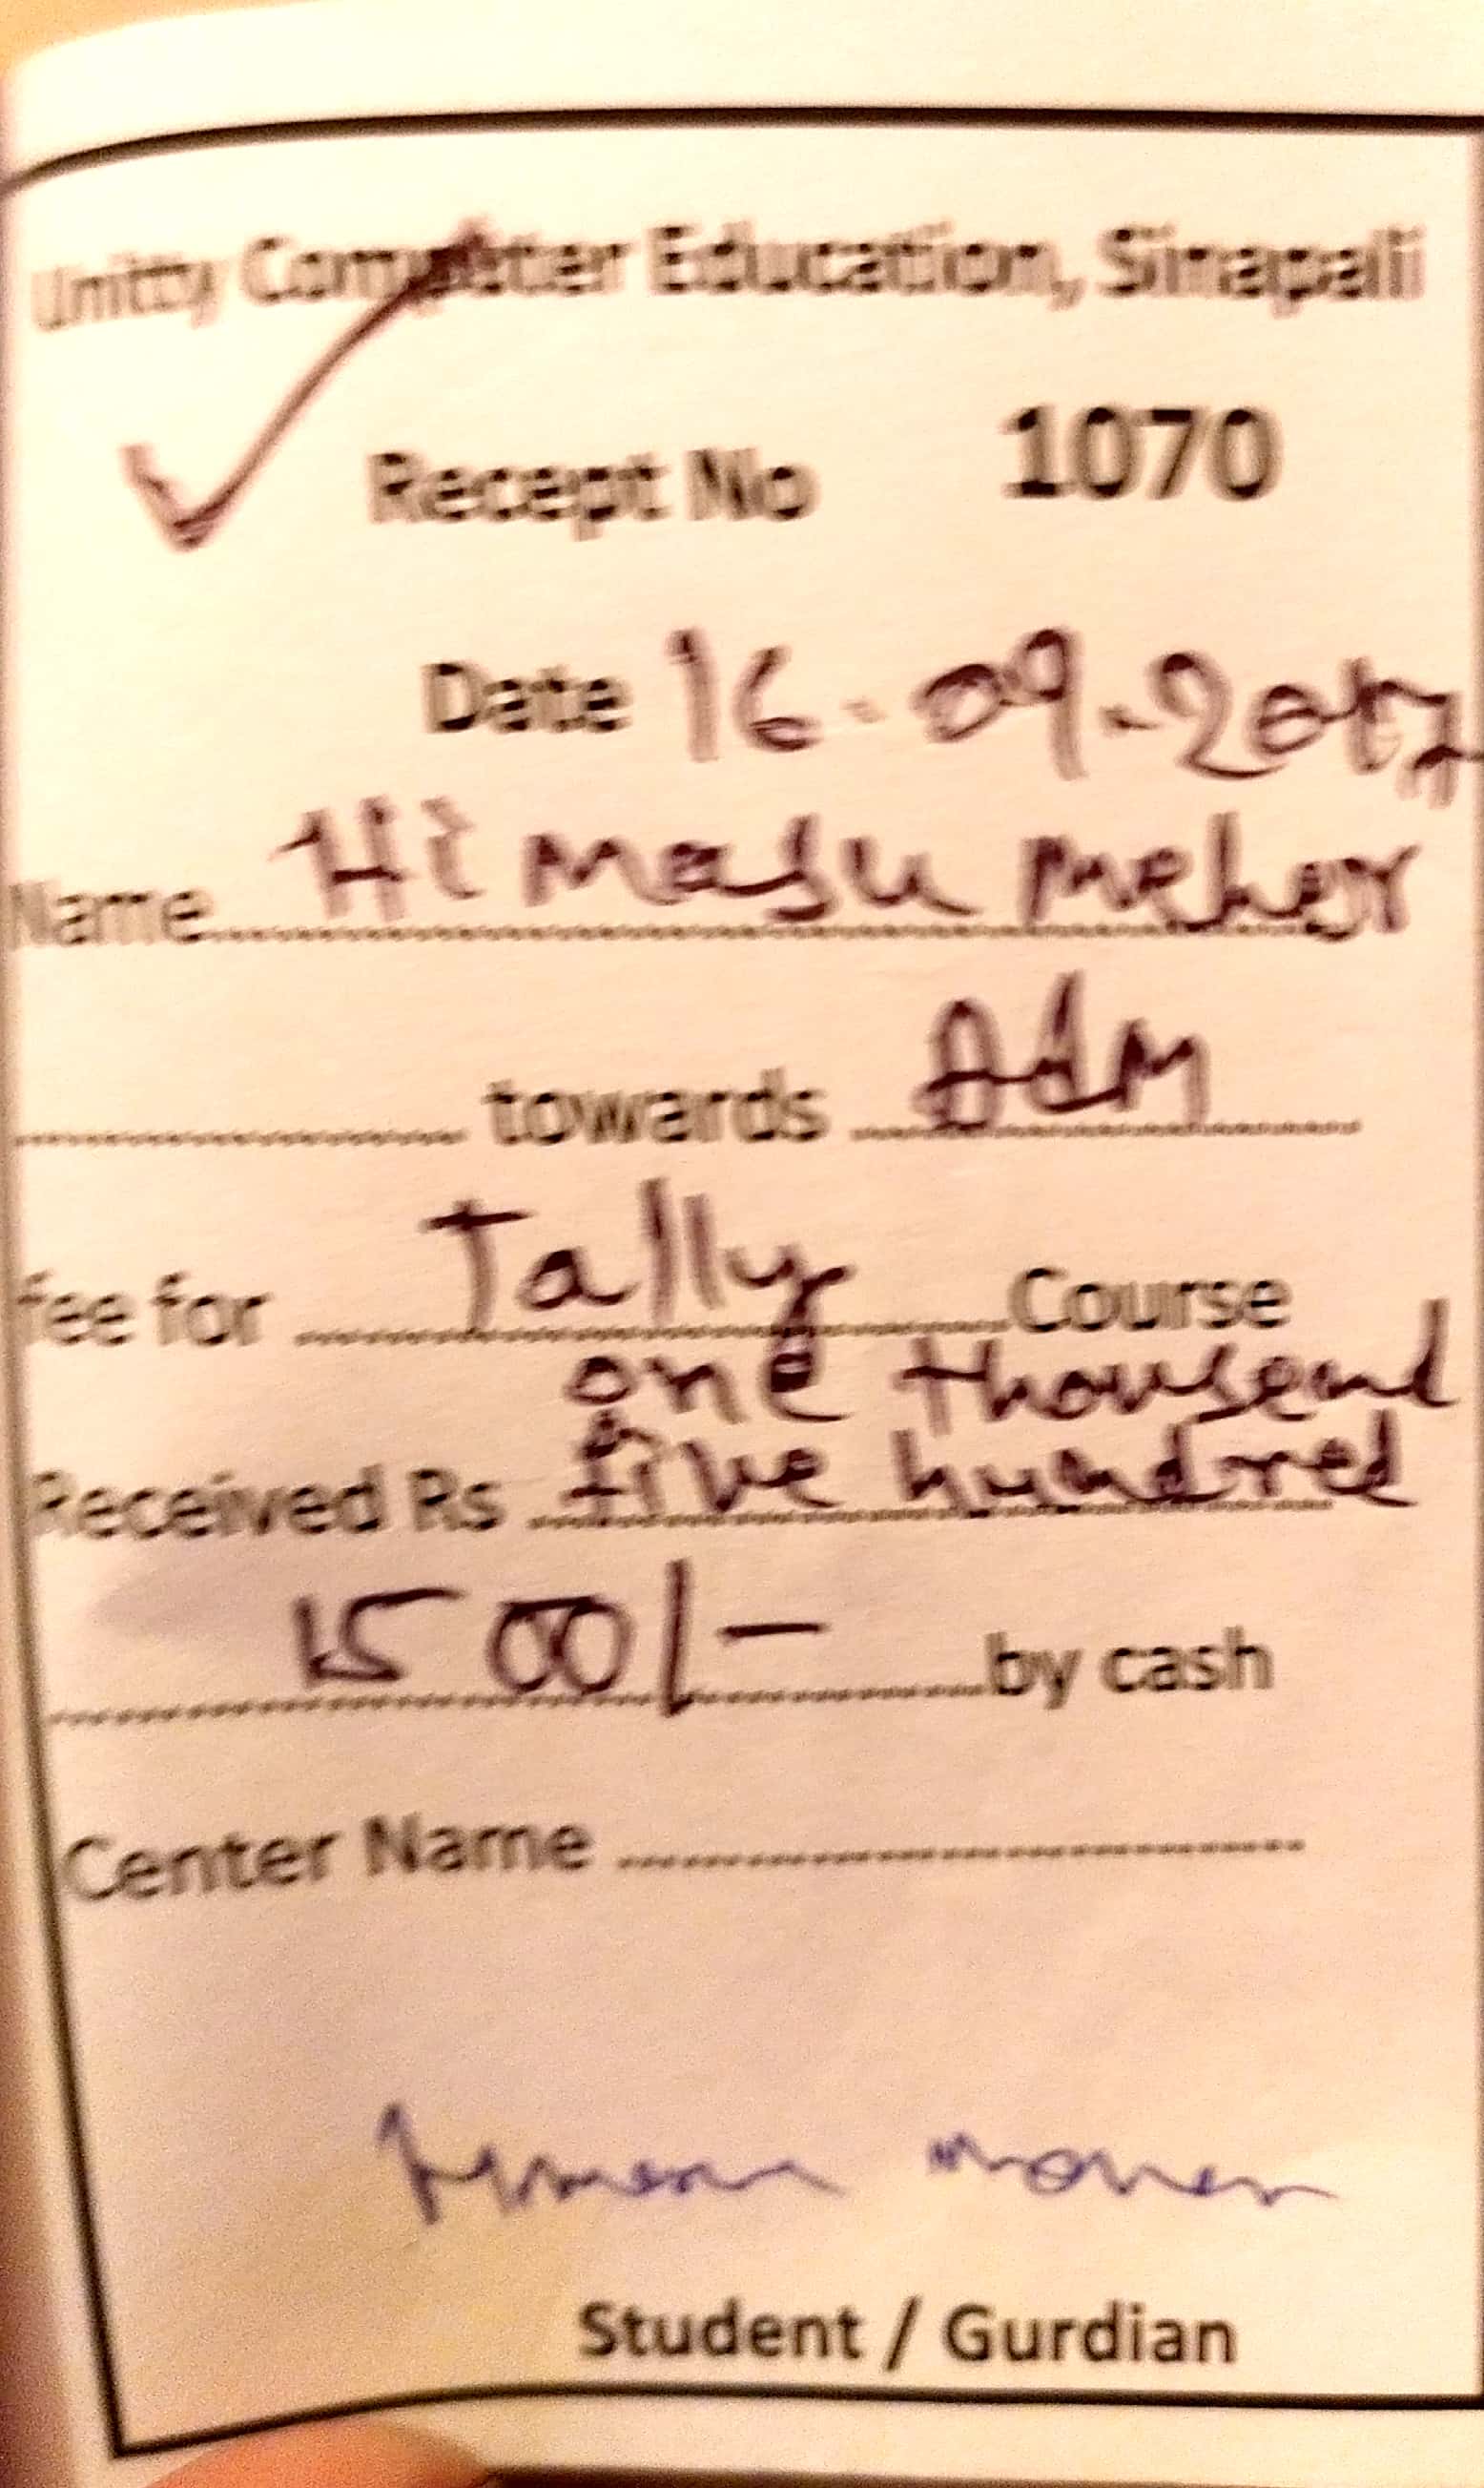 Unitty Computer Education, Sinapali
Recept No 1070
Date 16-09-2017
Name Himasu Meher
towards Adm
fee for Tally Course
one thousand
Received Rs five hundred
1500/- by cash
Center Name
Student / Gurdian